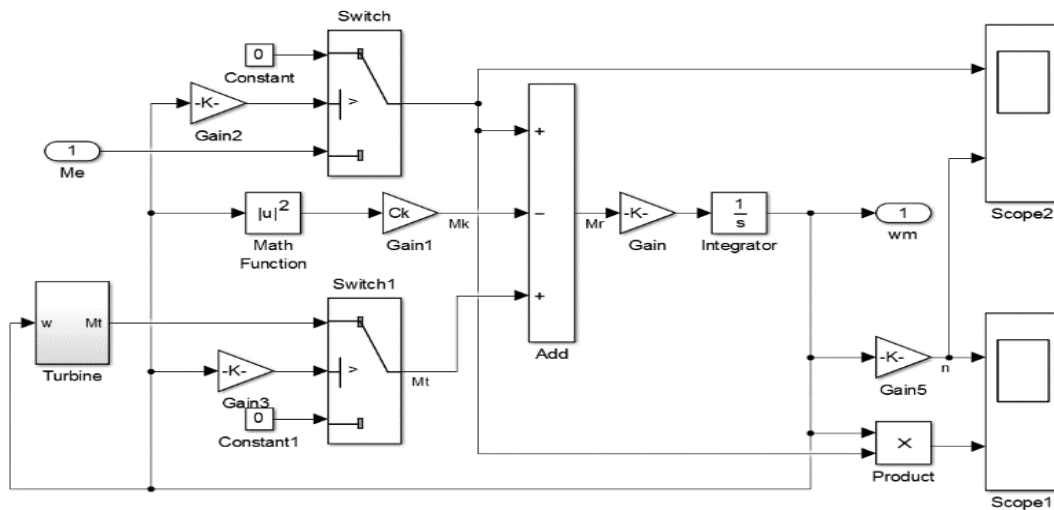 Switch
0
Constant
-K-
Gain2
>
1
Me
|u|²
Math
Function
Ck
Gain1
Mk
Switch1
w
Mt
Turbine
-K-
Gain3
>
0
Constant1
Mt
+
−
+
Add
Mr
-K-
Gain
1
s
Integrator
1
wm
Scope2
-K-
Gain5
n
×
Product
Scope1